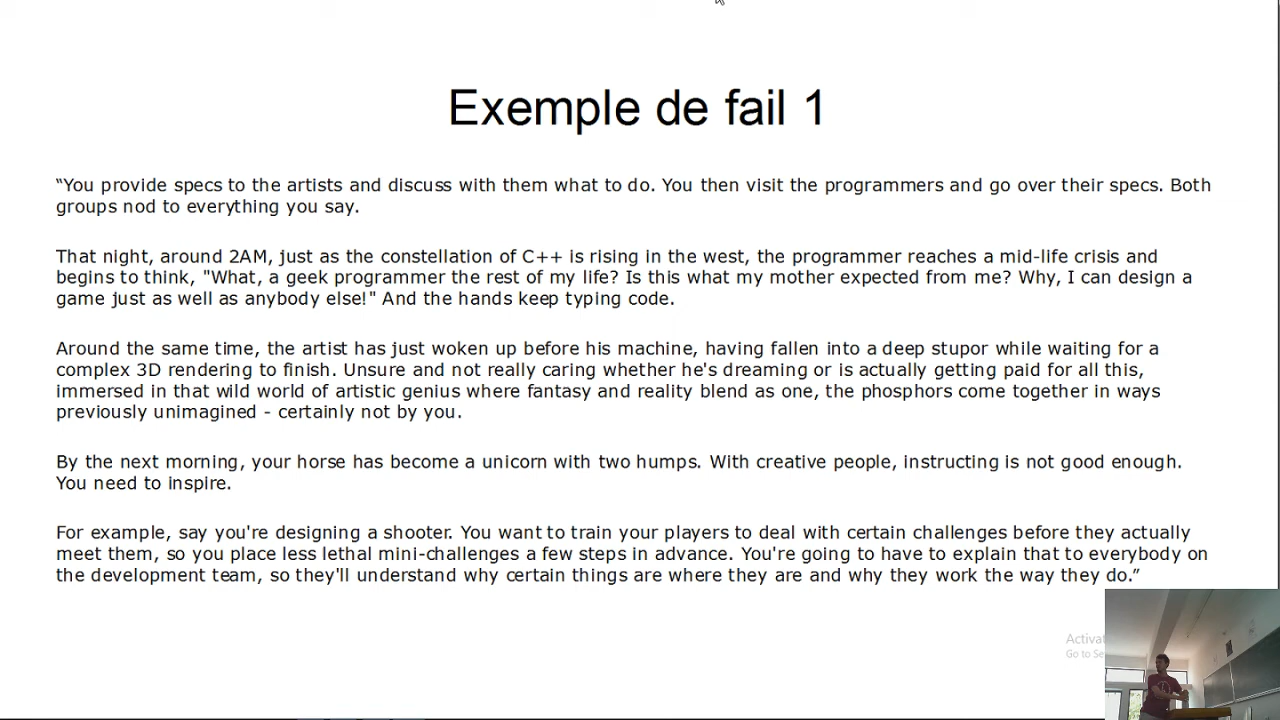 Exemple de fail 1
“You provide specs to the artists and discuss with them what to do. You then visit the programmers and go over their specs. Both
groups nod to everything you say.
That night, around 2AM, just as the constellation of C++ is rising in the west, the programmer reaches a mid-life crisis and
begins to think, "What, a geek programmer the rest of my life? Is this what my mother expected from me? Why, I can design a
game just as well as anybody else!" And the hands keep typing code.
Around the same time, the artist has just woken up before his machine, having fallen into a deep stupor while waiting for a
complex 3D rendering to finish. Unsure and not really caring whether he's dreaming or is actually getting paid for all this,
immersed in that wild world of artistic genius where fantasy and reality blend as one, the phosphors come together in ways
previously unimagined - certainly not by you.
By the next morning, your horse has become a unicorn with two humps. With creative people, instructing is not good enough.
You need to inspire.
For example, say you're designing a shooter. You want to train your players to deal with certain challenges before they actually
meet them, so you place less lethal mini-challenges a few steps in advance. You're going to have to explain that to everybody on
the development team, so they'll understand why certain things are where they are and why they work the way they do.”
Activat
Go to Se